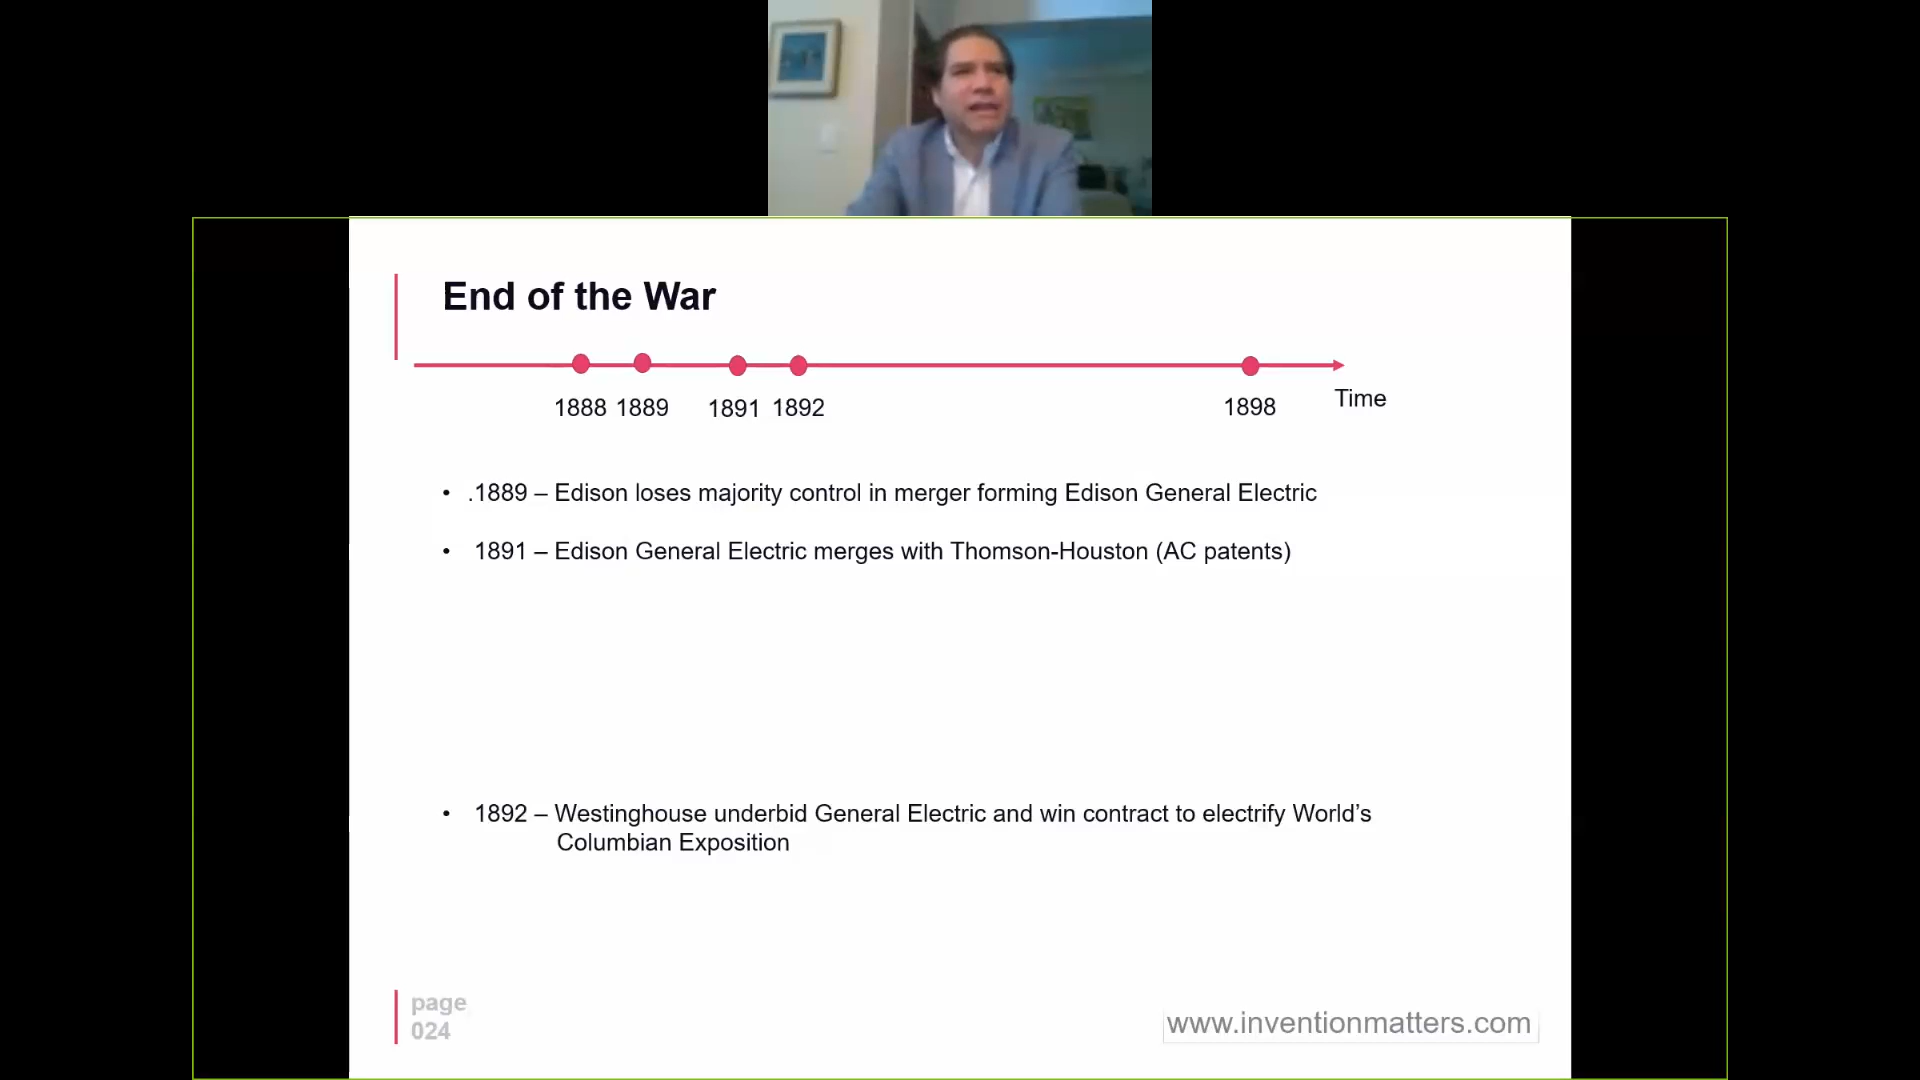 End of the War
1888 1889 1891 1892 1898 Time
• .1889 – Edison loses majority control in merger forming Edison General Electric
• 1891 – Edison General Electric merges with Thomson-Houston (AC patents)
• 1892 – Westinghouse underbid General Electric and win contract to electrify World’s
Columbian Exposition
page
024
www.inventionmatters.com